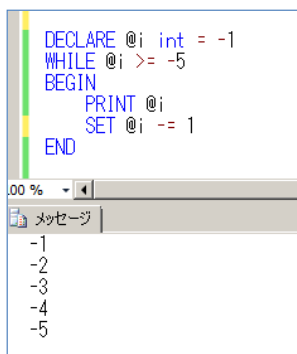 DECLARE @i int = -1
WHILE @i >= -5
BEGIN
PRINT @i
SET @i -= 1
END
.00 %
メッセージ
-1
-2
-3
-4
-5